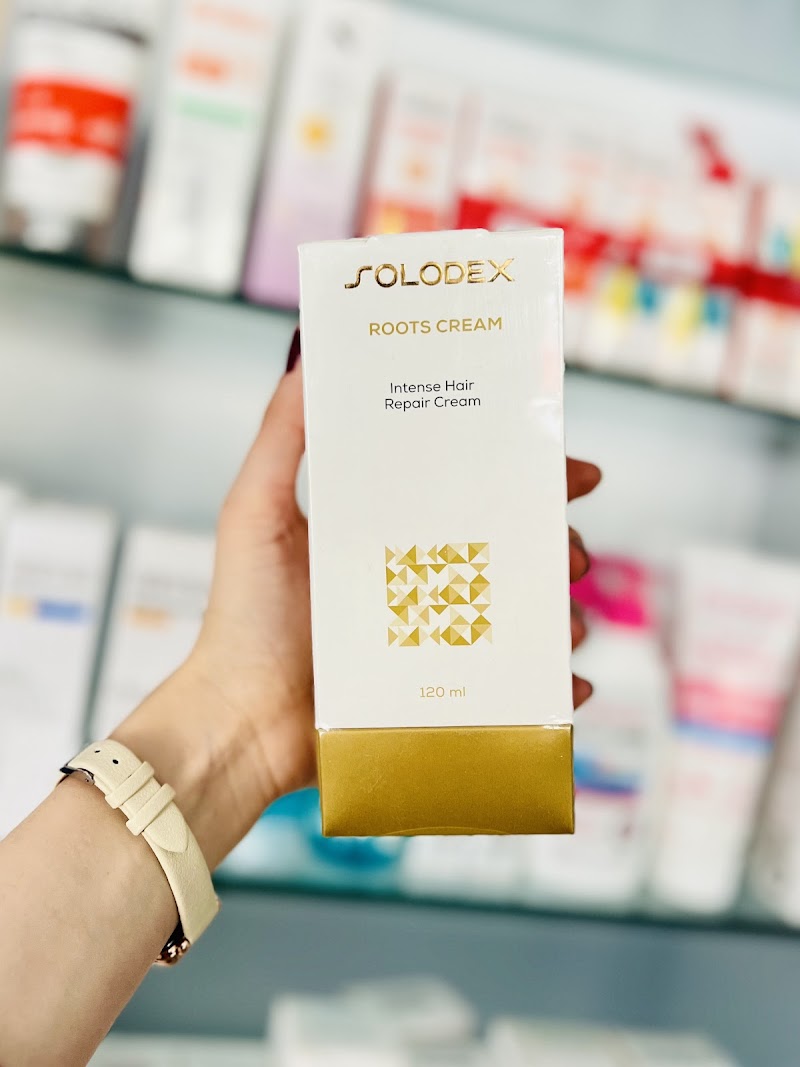 SOLODEX
ROOTS CREAM
Intense Hair
Repair Cream
120 ml